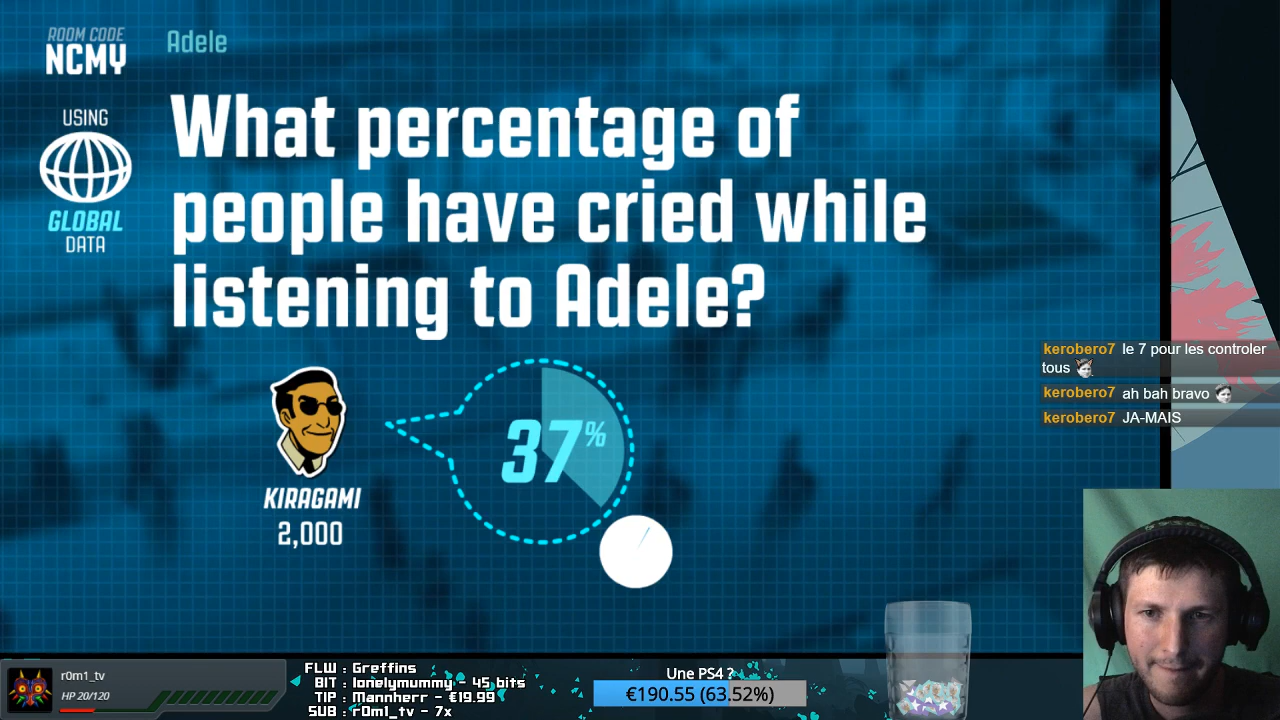 ROOM CODE
NCMY
Adele
USING
GLOBAL
DATA
What percentage of
people have cried while
listening to Adele?
37%
KIRAGAMI
2,000
kerobero7 le 7 pour les controler
tous
kerobero7 ah bah bravo
kerobero7 JA-MAIS
r0m1_tv
HP 20/120
FLW : Greffins
BIT : lonelymummy - 45 bits
TIP : Mannherr - €19.99
SUB : r0m1_tv - 7x
Une PS4 ?
€190.55 (63.52%)